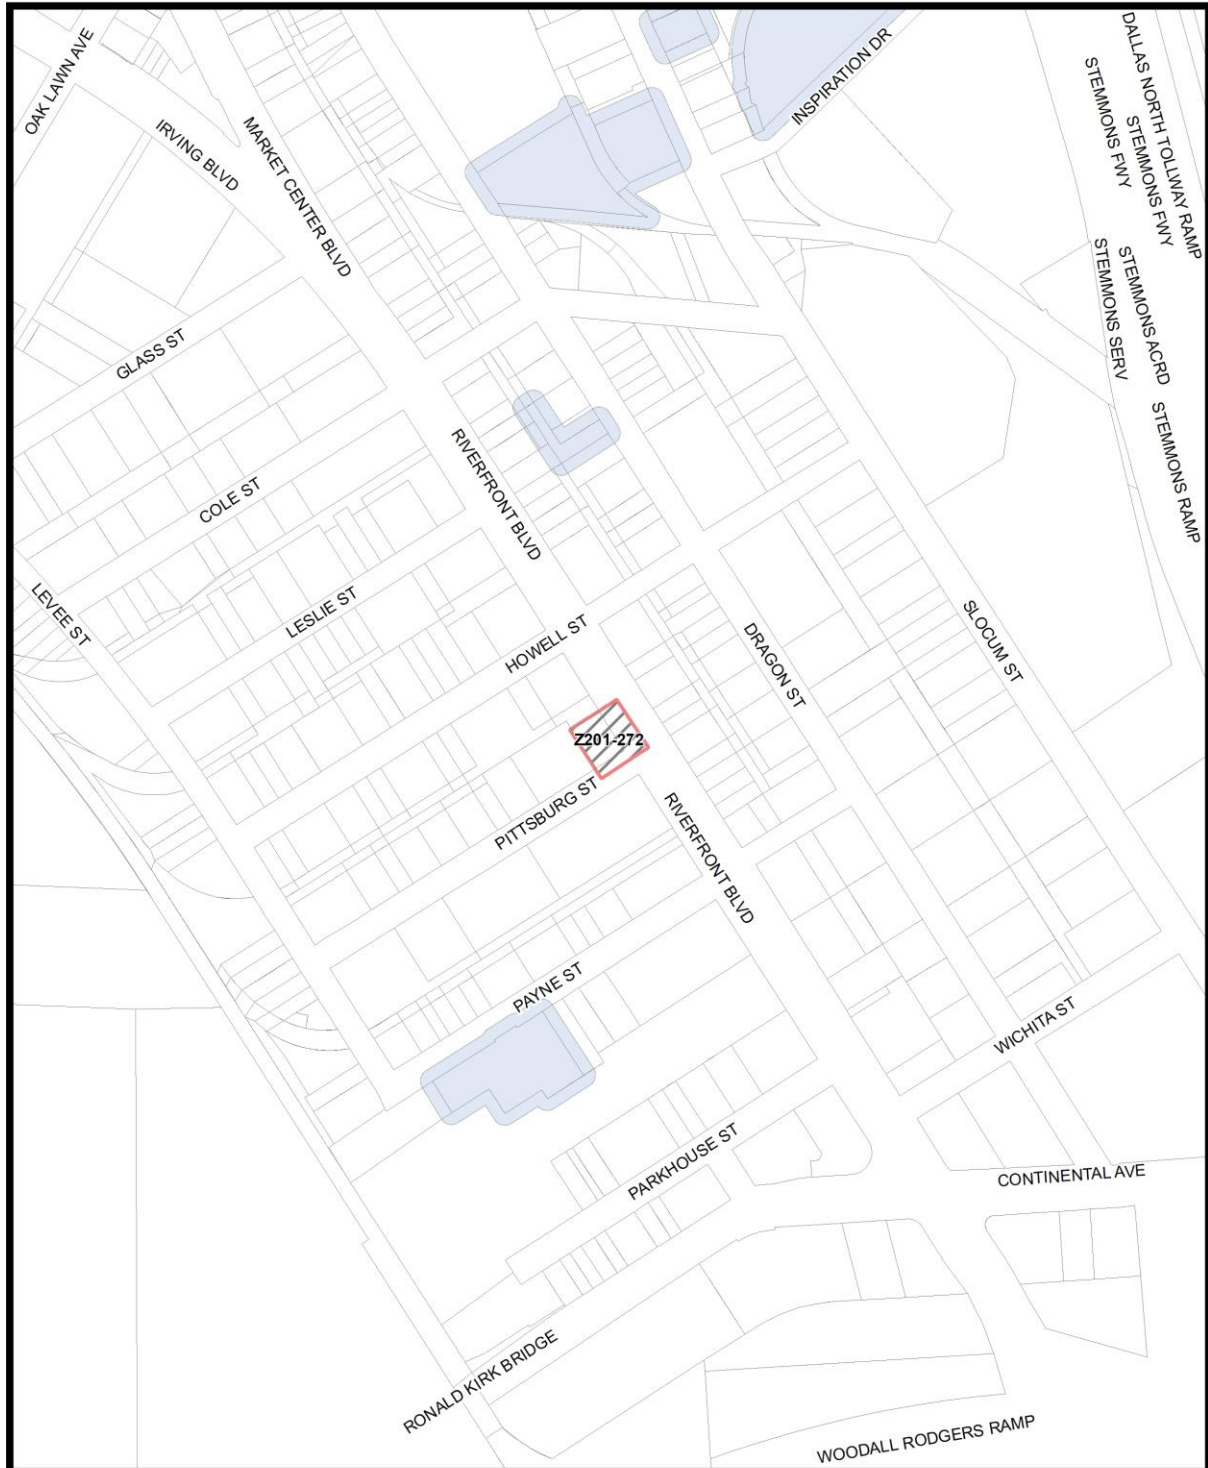 OAK LAWN AVE
IRVING BLVD
MARKET CENTER BLVD
INSPIRATION DR
DALLAS NORTH TOLLWAY RAMP
STEMMONS FWY
STEMMONS FWY
STEMMONS ACRD
STEMMONS SERV
STEMMONS RAMP
GLASS ST
COLE ST
RIVERFRONT BLVD
LEVEE ST
LESLIE ST
HOWELL ST
DRAGON ST
SLOCUM ST
Z201-272
PITTSBURG ST
RIVERFRONT BLVD
PAYNE ST
WICHITA ST
PARKHOUSE ST
CONTINENTAL AVE
RONALD KIRK BRIDGE
WOODALL RODGERS RAMP